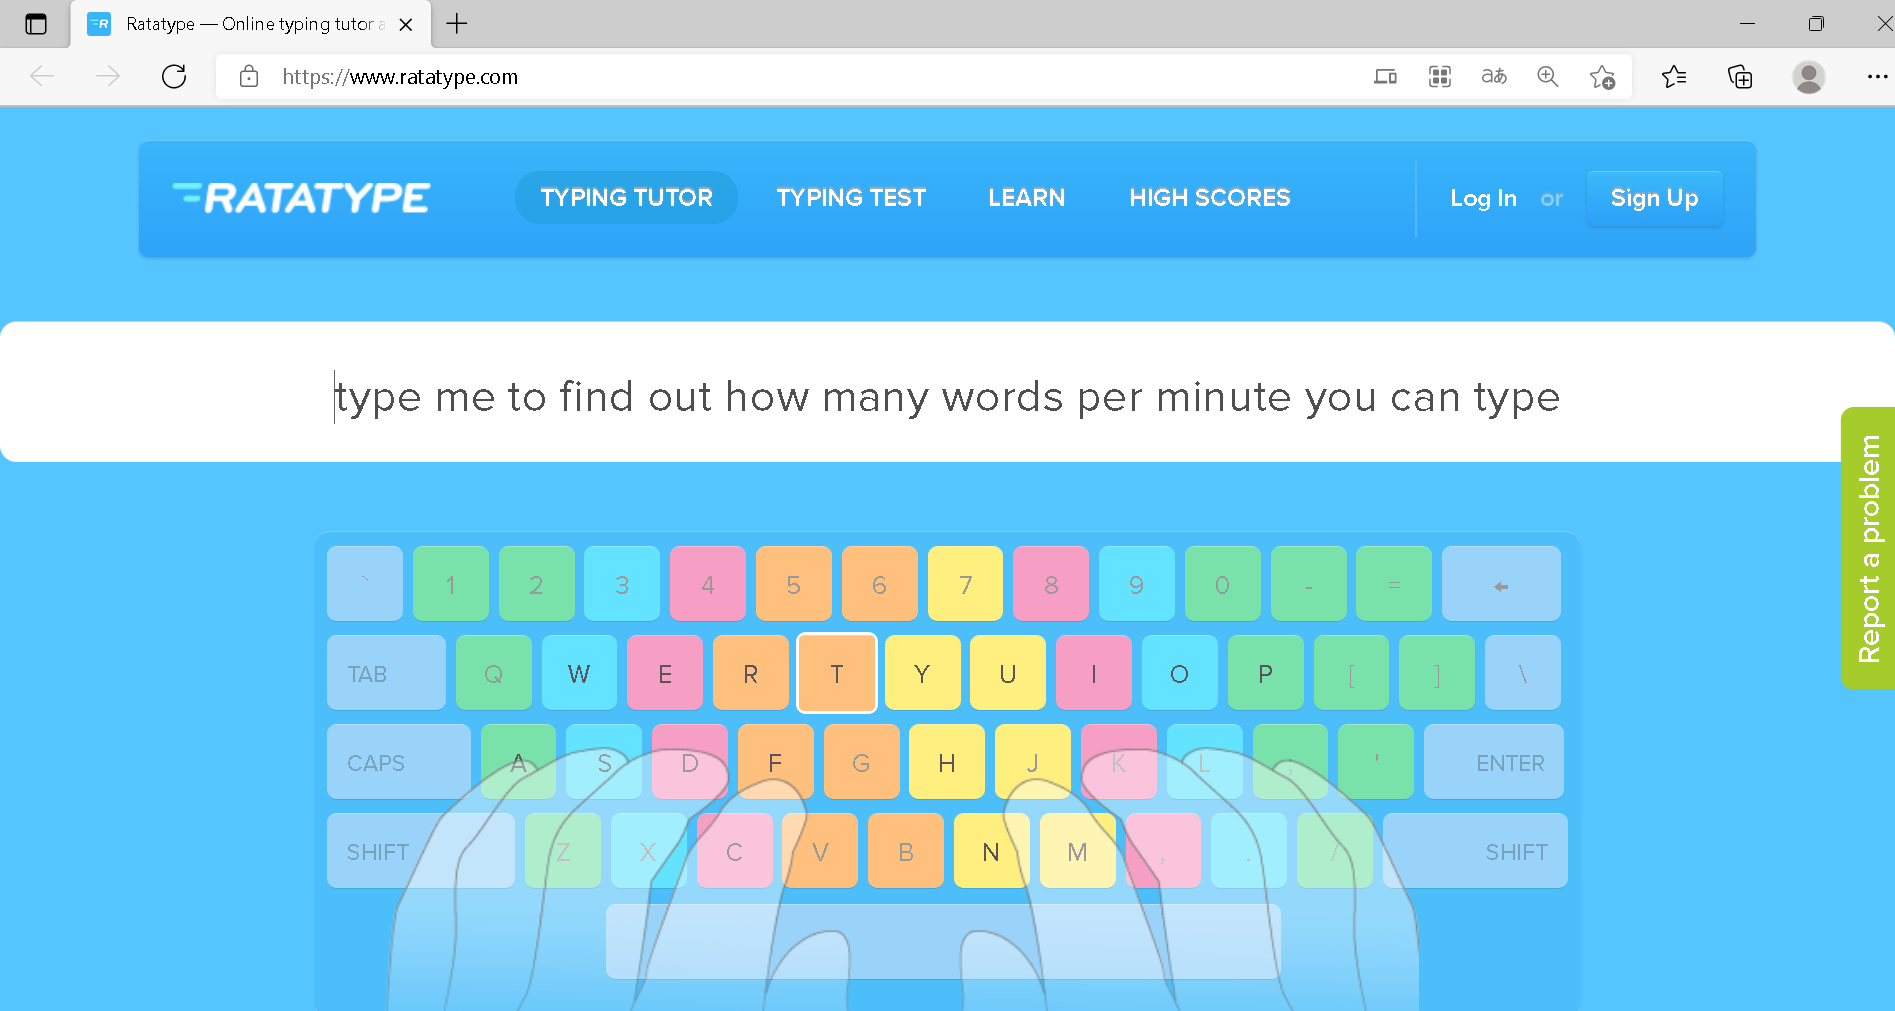 Ratatype — Online typing tutor a
https://www.ratatype.com
RATATYPE TYPING TUTOR TYPING TEST LEARN HIGH SCORES Log In or Sign Up
type me to find out how many words per minute you can type
Report a problem
` 1 2 3 4 5 6 7 8 9 0 - = ←
TAB Q W E R T Y U I O P [ ] \
CAPS A S D F G H J K L ; ' ENTER
SHIFT Z X C V B N M , . / SHIFT